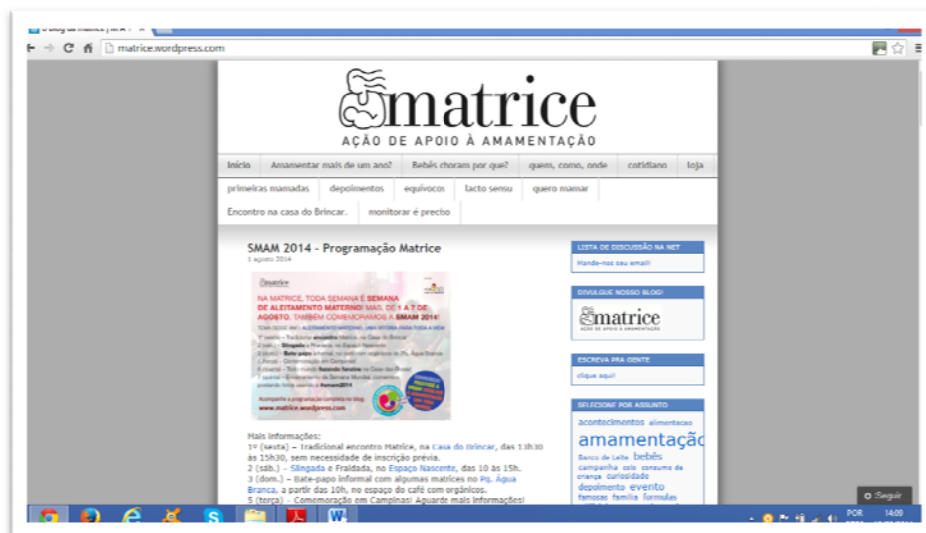 matrice.wordpress.com
matrice
AÇÃO DE APOIO À AMAMENTAÇÃO
Início Amamentar mais de um ano? Bebês choram por que? quem, como, onde cotidiano loja
primeiras mamadas depoimentos equívocos lacto sensu quero mamar
Encontro na casa do Brincar. monitorar é preciso
SMAM 2014 – Programação Matrice
1 agosto 2014
matrice
NA MATRICE, TODA SEMANA É SEMANA
DE ALEITAMENTO MATERNO! MAS, DE 1 A 7 DE
AGOSTO, TAMBÉM COMEMORAMOS A SMAM 2014!
Acompanhe a programação completa no blog:
www.matrice.wordpress.com
Mais informações:
1º (sexta) – Tradicional encontro Matrice, na Casa do Brincar, das 13h30
às 15h30, sem necessidade de inscrição prévia.
2 (sáb.) – Slingada e Fraldada, no Espaço Nascente, das 10 às 15h.
3 (dom.) – Bate-papo informal com algumas matrices no Pq. Água
Branca, a partir das 10h, no espaço do café com orgânicos.
5 (terça) – Comemoração em Campinas! Aguarde mais informações!
LISTA DE DISCUSSÃO NA NET
Mande-nos seu email!
DIVULGUE NOSSO BLOG!
matrice
AÇÃO DE APOIO À AMAMENTAÇÃO
ESCREVA PRA GENTE
clique aqui!
SELECIONE POR ASSUNTO
acontecimentos alimentacao
amamentaçãc
Banco de Leite bebês
campanha colo consumo de
criança curiosidade
depoimento evento
famosas família formulas
Seguir
POR 14:09